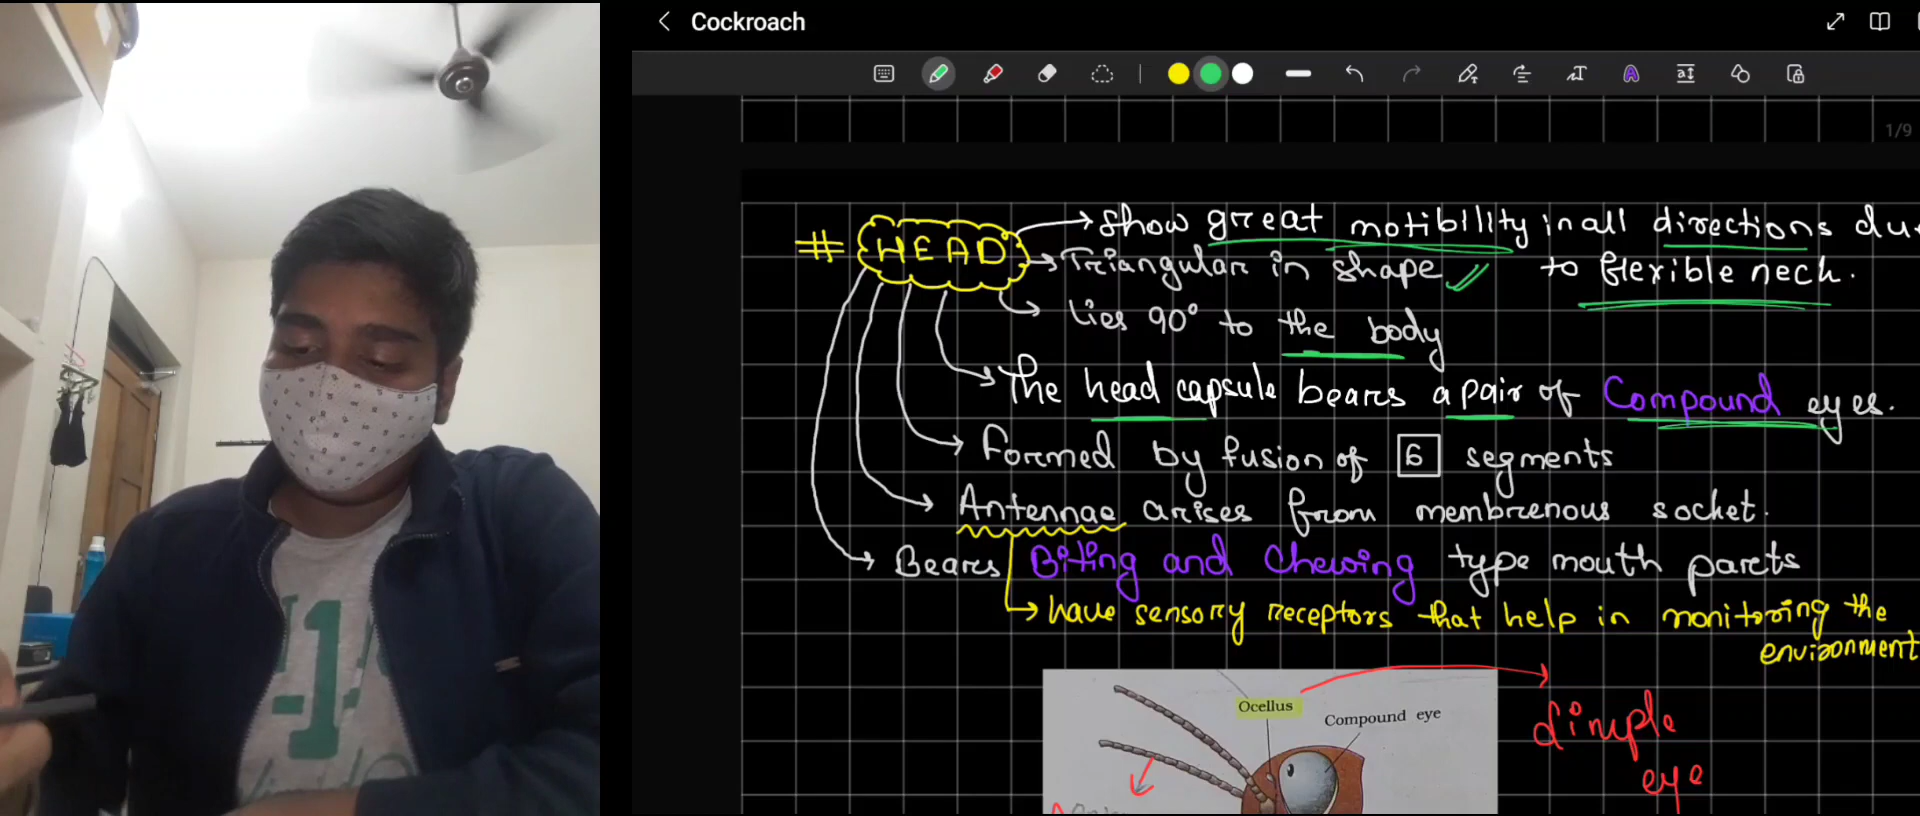 Cockroach
1/9
# HEAD
→ Show great motibility in all directions du
→ Triangular in shape ✓ to flexible neck.
→ Lies 90° to the body
→ The head capsule bears a pair of Compound eyes.
→ Formed by fusion of 6 segments
→ Antennae arises from membrenous socket.
→ Bears Biting and Chewing type mouth parts
→ have sensory receptors that help in monitoring the
environment
Ocellus
Compound eye
Simple
eye